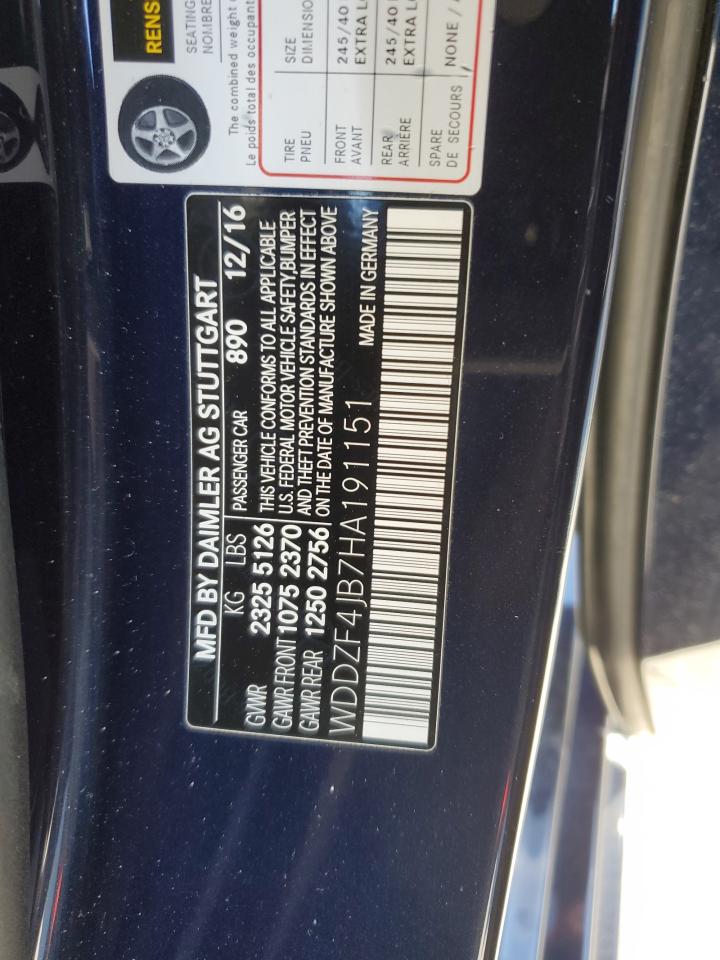 RENS
SEATING
NOMBRE
The combined weight
Le poids total des occupant
TIRE SIZE
PNEU DIMENSION
FRONT 245/40
AVANT EXTRA L
REAR 245/40
ARRIÈRE EXTRA L
SPARE NONE /
DE SECOURS
MFD BY DAIMLER AG STUTTGART
KG LBS PASSENGER CAR 890 12/16
GWR 2325 5126 THIS VEHICLE CONFORMS TO ALL APPLICABLE
GAWR FRONT 1075 2370 U.S. FEDERAL MOTOR VEHICLE SAFETY,BUMPER
GAWR REAR 1250 2756 AND THEFT PREVENTION STANDARDS IN EFFECT
ON THE DATE OF MANUFACTURE SHOWN ABOVE
WDDZF4JB7HA191151 MADE IN GERMANY